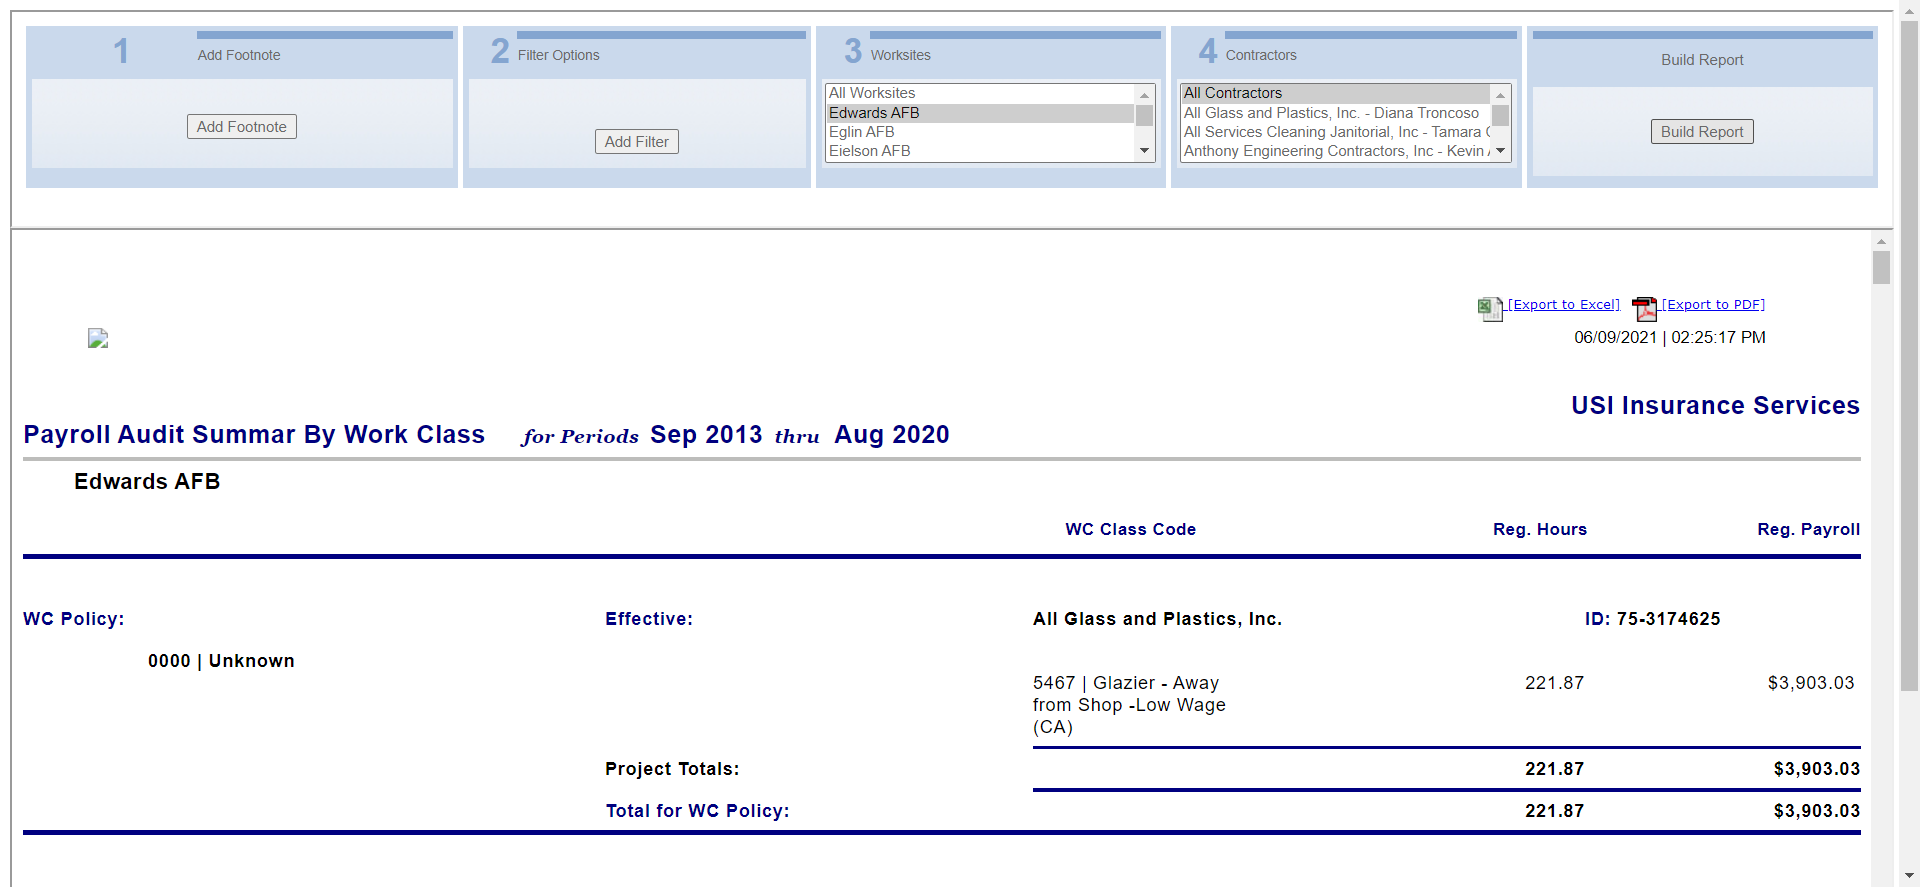 1 Add Footnote
Add Footnote
2 Filter Options
Add Filter
3 Worksites
All Worksites
Edwards AFB
Eglin AFB
Eielson AFB
4 Contractors
All Contractors
All Glass and Plastics, Inc. - Diana Troncoso
All Services Cleaning Janitorial, Inc - Tamara
Anthony Engineering Contractors, Inc - Kevin
Build Report
Build Report
[Export to Excel] [Export to PDF]
06/09/2021 | 02:25:17 PM
USI Insurance Services
Payroll Audit Summar By Work Class for Periods Sep 2013 thru Aug 2020
Edwards AFB
WC Class Code Reg. Hours Reg. Payroll
WC Policy: Effective: All Glass and Plastics, Inc. ID: 75-3174625
0000 | Unknown
5467 | Glazier - Away 221.87 $3,903.03
from Shop -Low Wage
(CA)
Project Totals: 221.87 $3,903.03
Total for WC Policy: 221.87 $3,903.03